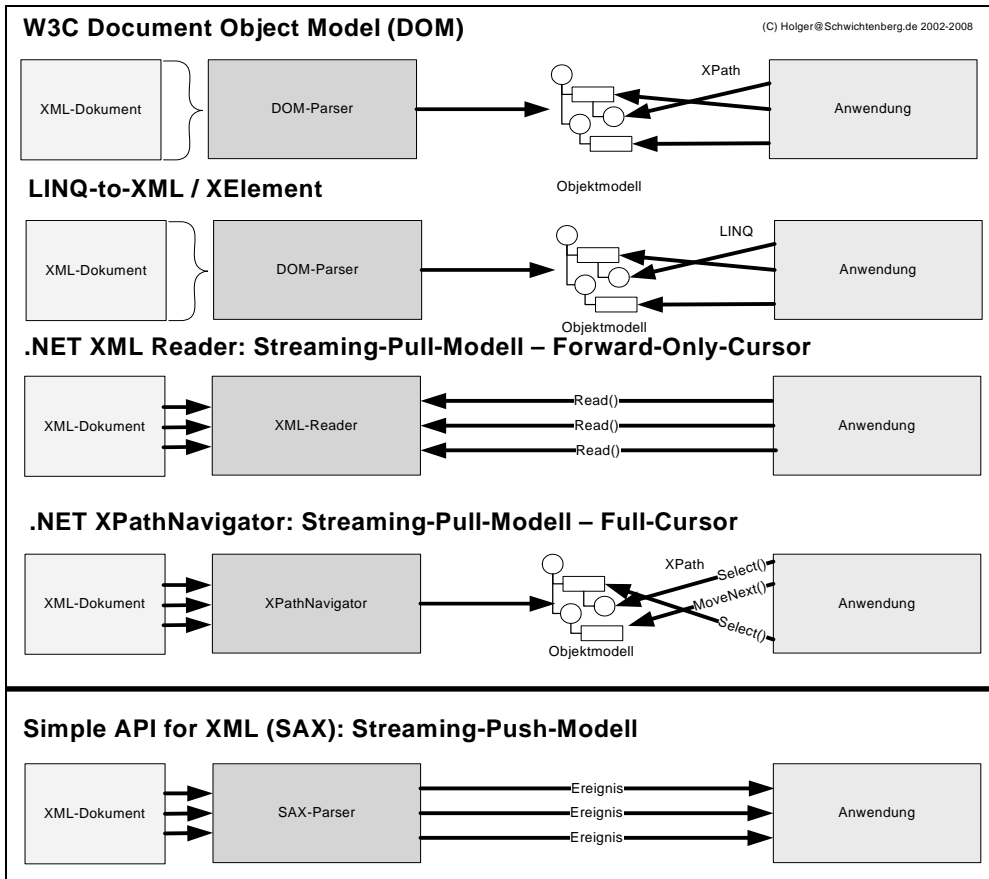 W3C Document Object Model (DOM)
(C) Holger@Schwichtenberg.de 2002-2008
XML-Dokument
DOM-Parser
XPath
Anwendung
Objektmodell
LINQ-to-XML / XElement
XML-Dokument
DOM-Parser
LINQ
Anwendung
Objektmodell
.NET XML Reader: Streaming-Pull-Modell – Forward-Only-Cursor
XML-Dokument
XML-Reader
Read()
Read()
Read()
Anwendung
.NET XPathNavigator: Streaming-Pull-Modell – Full-Cursor
XML-Dokument
XPathNavigator
XPath
Select()
MoveNext()
Select()
Anwendung
Objektmodell
Simple API for XML (SAX): Streaming-Push-Modell
XML-Dokument
SAX-Parser
Ereignis
Ereignis
Ereignis
Anwendung